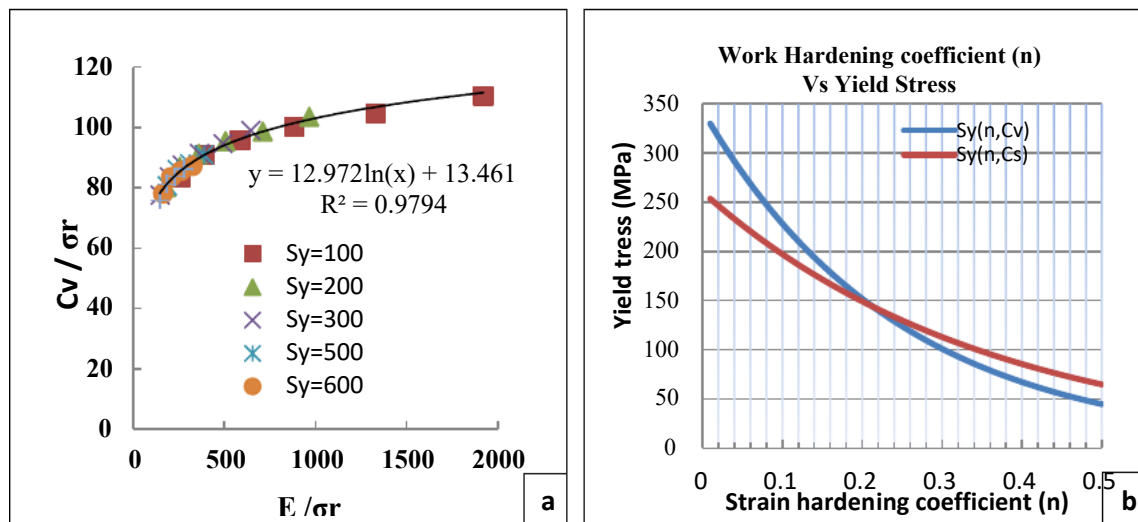 120
100
80
60
40
20
0
Cv / σr
y = 12.972ln(x) + 13.461
R² = 0.9794
Sy=100
Sy=200
Sy=300
Sy=500
Sy=600
0 500 1000 1500 2000
E /σr
a
Work Hardening coefficient (n)
Vs Yield Stress
350
300
250
200
150
100
50
0
Yield tress (MPa)
Sy(n,Cv)
Sy(n,Cs)
0 0.1 0.2 0.3 0.4 0.5
Strain hardening coefficient (n)
b